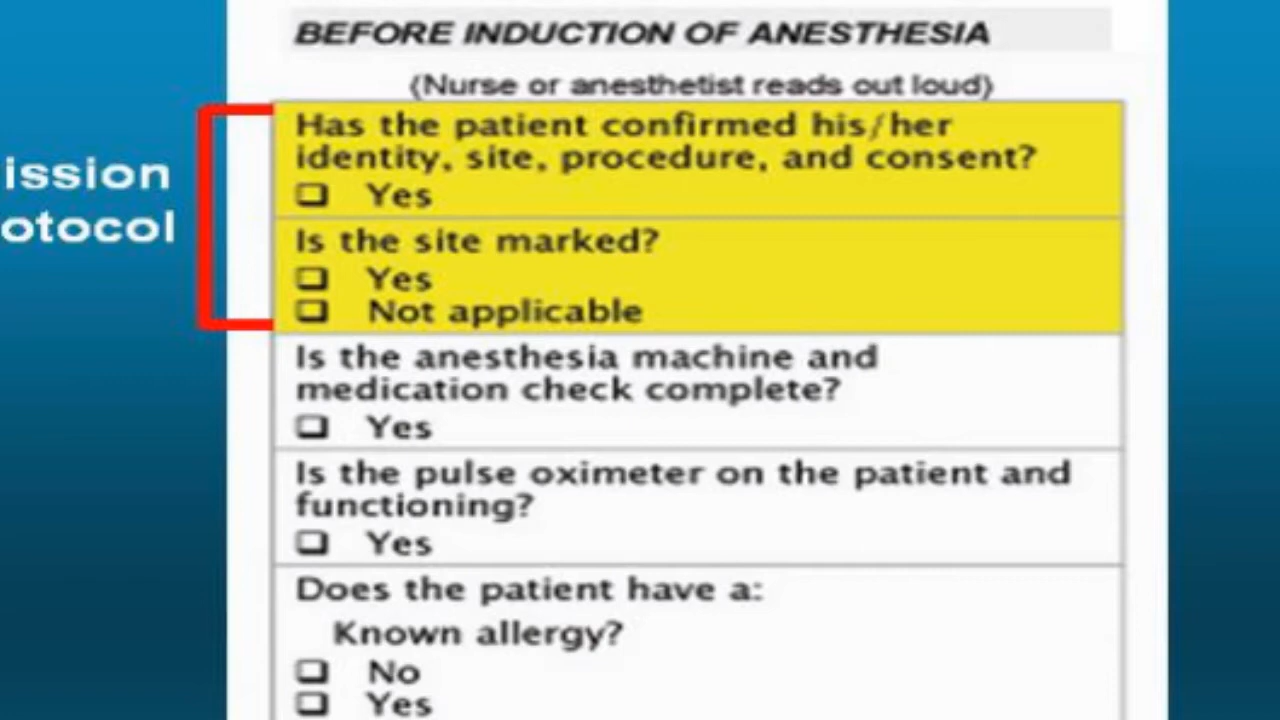 BEFORE INDUCTION OF ANESTHESIA
(Nurse or anesthetist reads out loud)
ission
otocol
Has the patient confirmed his/her
identity, site, procedure, and consent?
Yes
Is the site marked?
Yes
Not applicable
Is the anesthesia machine and
medication check complete?
Yes
Is the pulse oximeter on the patient and
functioning?
Yes
Does the patient have a:
Known allergy?
No
Yes